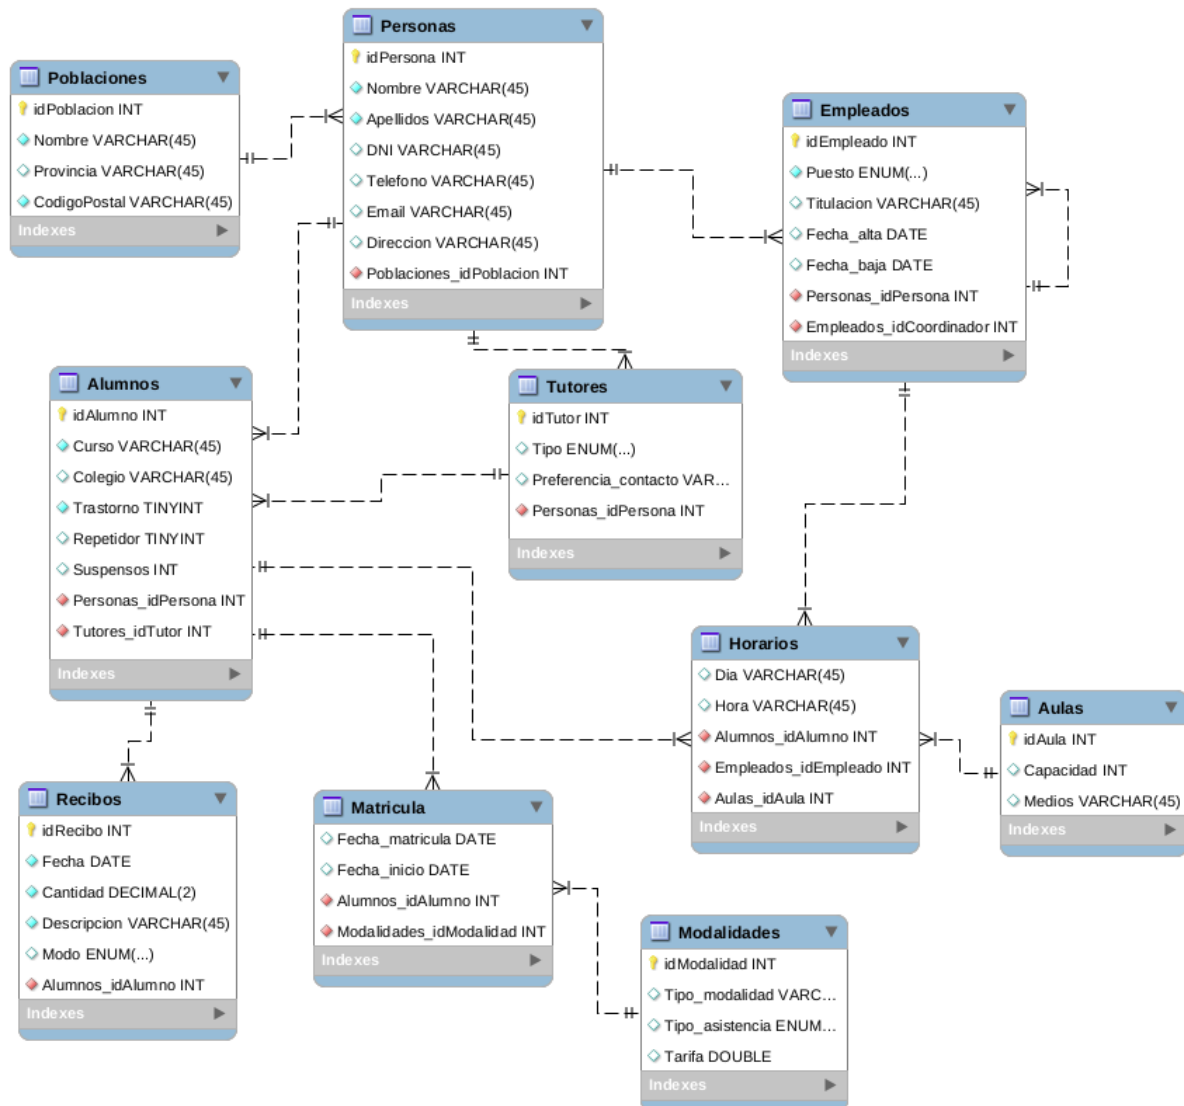 Personas
idPersona INT
Nombre VARCHAR(45)
Apellidos VARCHAR(45)
DNI VARCHAR(45)
Telefono VARCHAR(45)
Email VARCHAR(45)
Direccion VARCHAR(45)
Poblaciones_idPoblacion INT
Indexes
Poblaciones
idPoblacion INT
Nombre VARCHAR(45)
Provincia VARCHAR(45)
CodigoPostal VARCHAR(45)
Indexes
Empleados
idEmpleado INT
Puesto ENUM(...)
Titulacion VARCHAR(45)
Fecha_alta DATE
Fecha_baja DATE
Personas_idPersona INT
Empleados_idCoordinador INT
Indexes
Alumnos
idAlumno INT
Curso VARCHAR(45)
Colegio VARCHAR(45)
Trastorno TINYINT
Repetidor TINYINT
Suspensos INT
Personas_idPersona INT
Tutores_idTutor INT
Indexes
Tutores
idTutor INT
Tipo ENUM(...)
Preferencia_contacto VAR...
Personas_idPersona INT
Indexes
Horarios
Dia VARCHAR(45)
Hora VARCHAR(45)
Alumnos_idAlumno INT
Empleados_idEmpleado INT
Aulas_idAula INT
Indexes
Aulas
idAula INT
Capacidad INT
Medios VARCHAR(45)
Indexes
Recibos
idRecibo INT
Fecha DATE
Cantidad DECIMAL(2)
Descripcion VARCHAR(45)
Modo ENUM(...)
Alumnos_idAlumno INT
Indexes
Matricula
Fecha_matricula DATE
Fecha_inicio DATE
Alumnos_idAlumno INT
Modalidades_idModalidad INT
Indexes
Modalidades
idModalidad INT
Tipo_modalidad VARC...
Tipo_asistencia ENUM...
Tarifa DOUBLE
Indexes